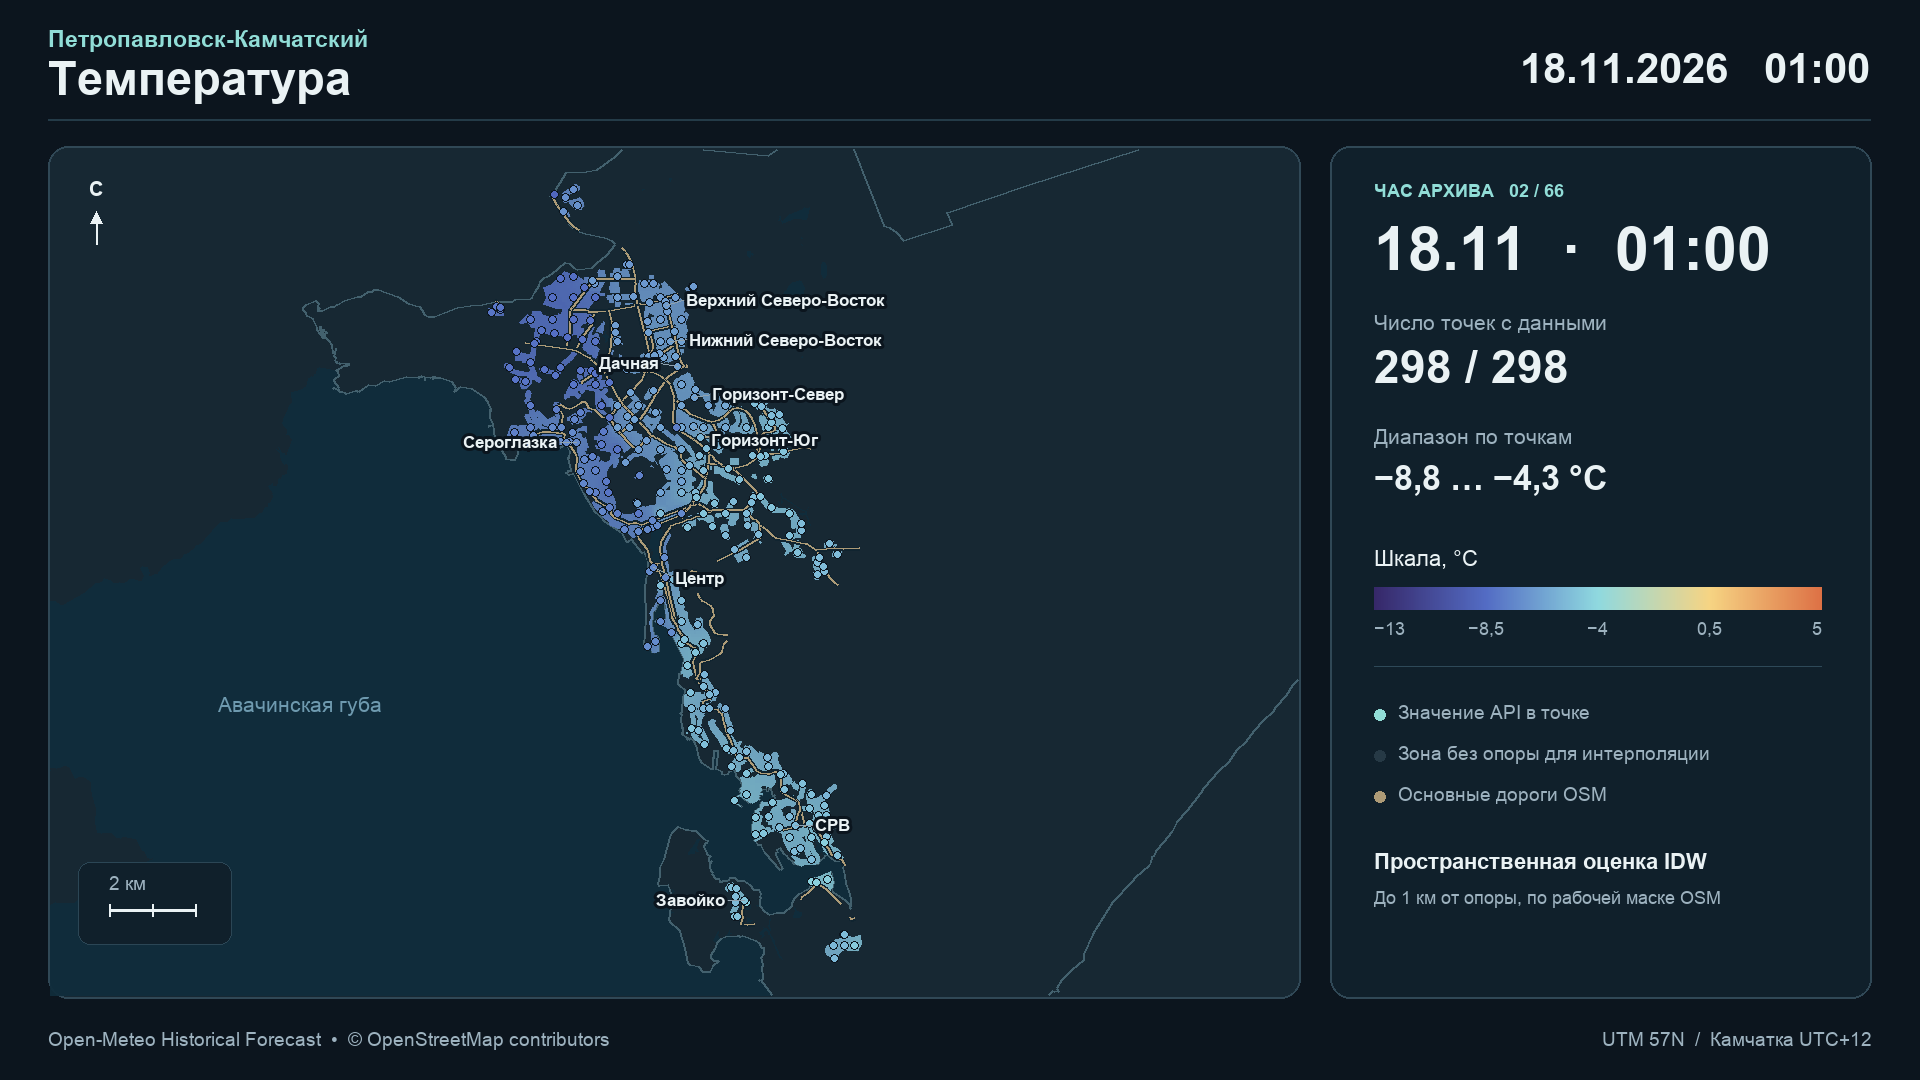 Петропавловск-Камчатский
Температура
18.11.2026 01:00
С
Верхний Северо-Восток
Нижний Северо-Восток
Дачная
Горизонт-Север
Горизонт-Юг
Сероглазка
Центр
Авачинская губа
СРВ
Завойко
2 км
ЧАС АРХИВА 02 / 66
18.11 · 01:00
Число точек с данными
298 / 298
Диапазон по точкам
−8,8 … −4,3 °C
Шкала, °C
−13 −8,5 −4 0,5 5
Значение API в точке
Зона без опоры для интерполяции
Основные дороги OSM
Пространственная оценка IDW
До 1 км от опоры, по рабочей маске OSM
Open-Meteo Historical Forecast • © OpenStreetMap contributors
UTM 57N / Камчатка UTC+12